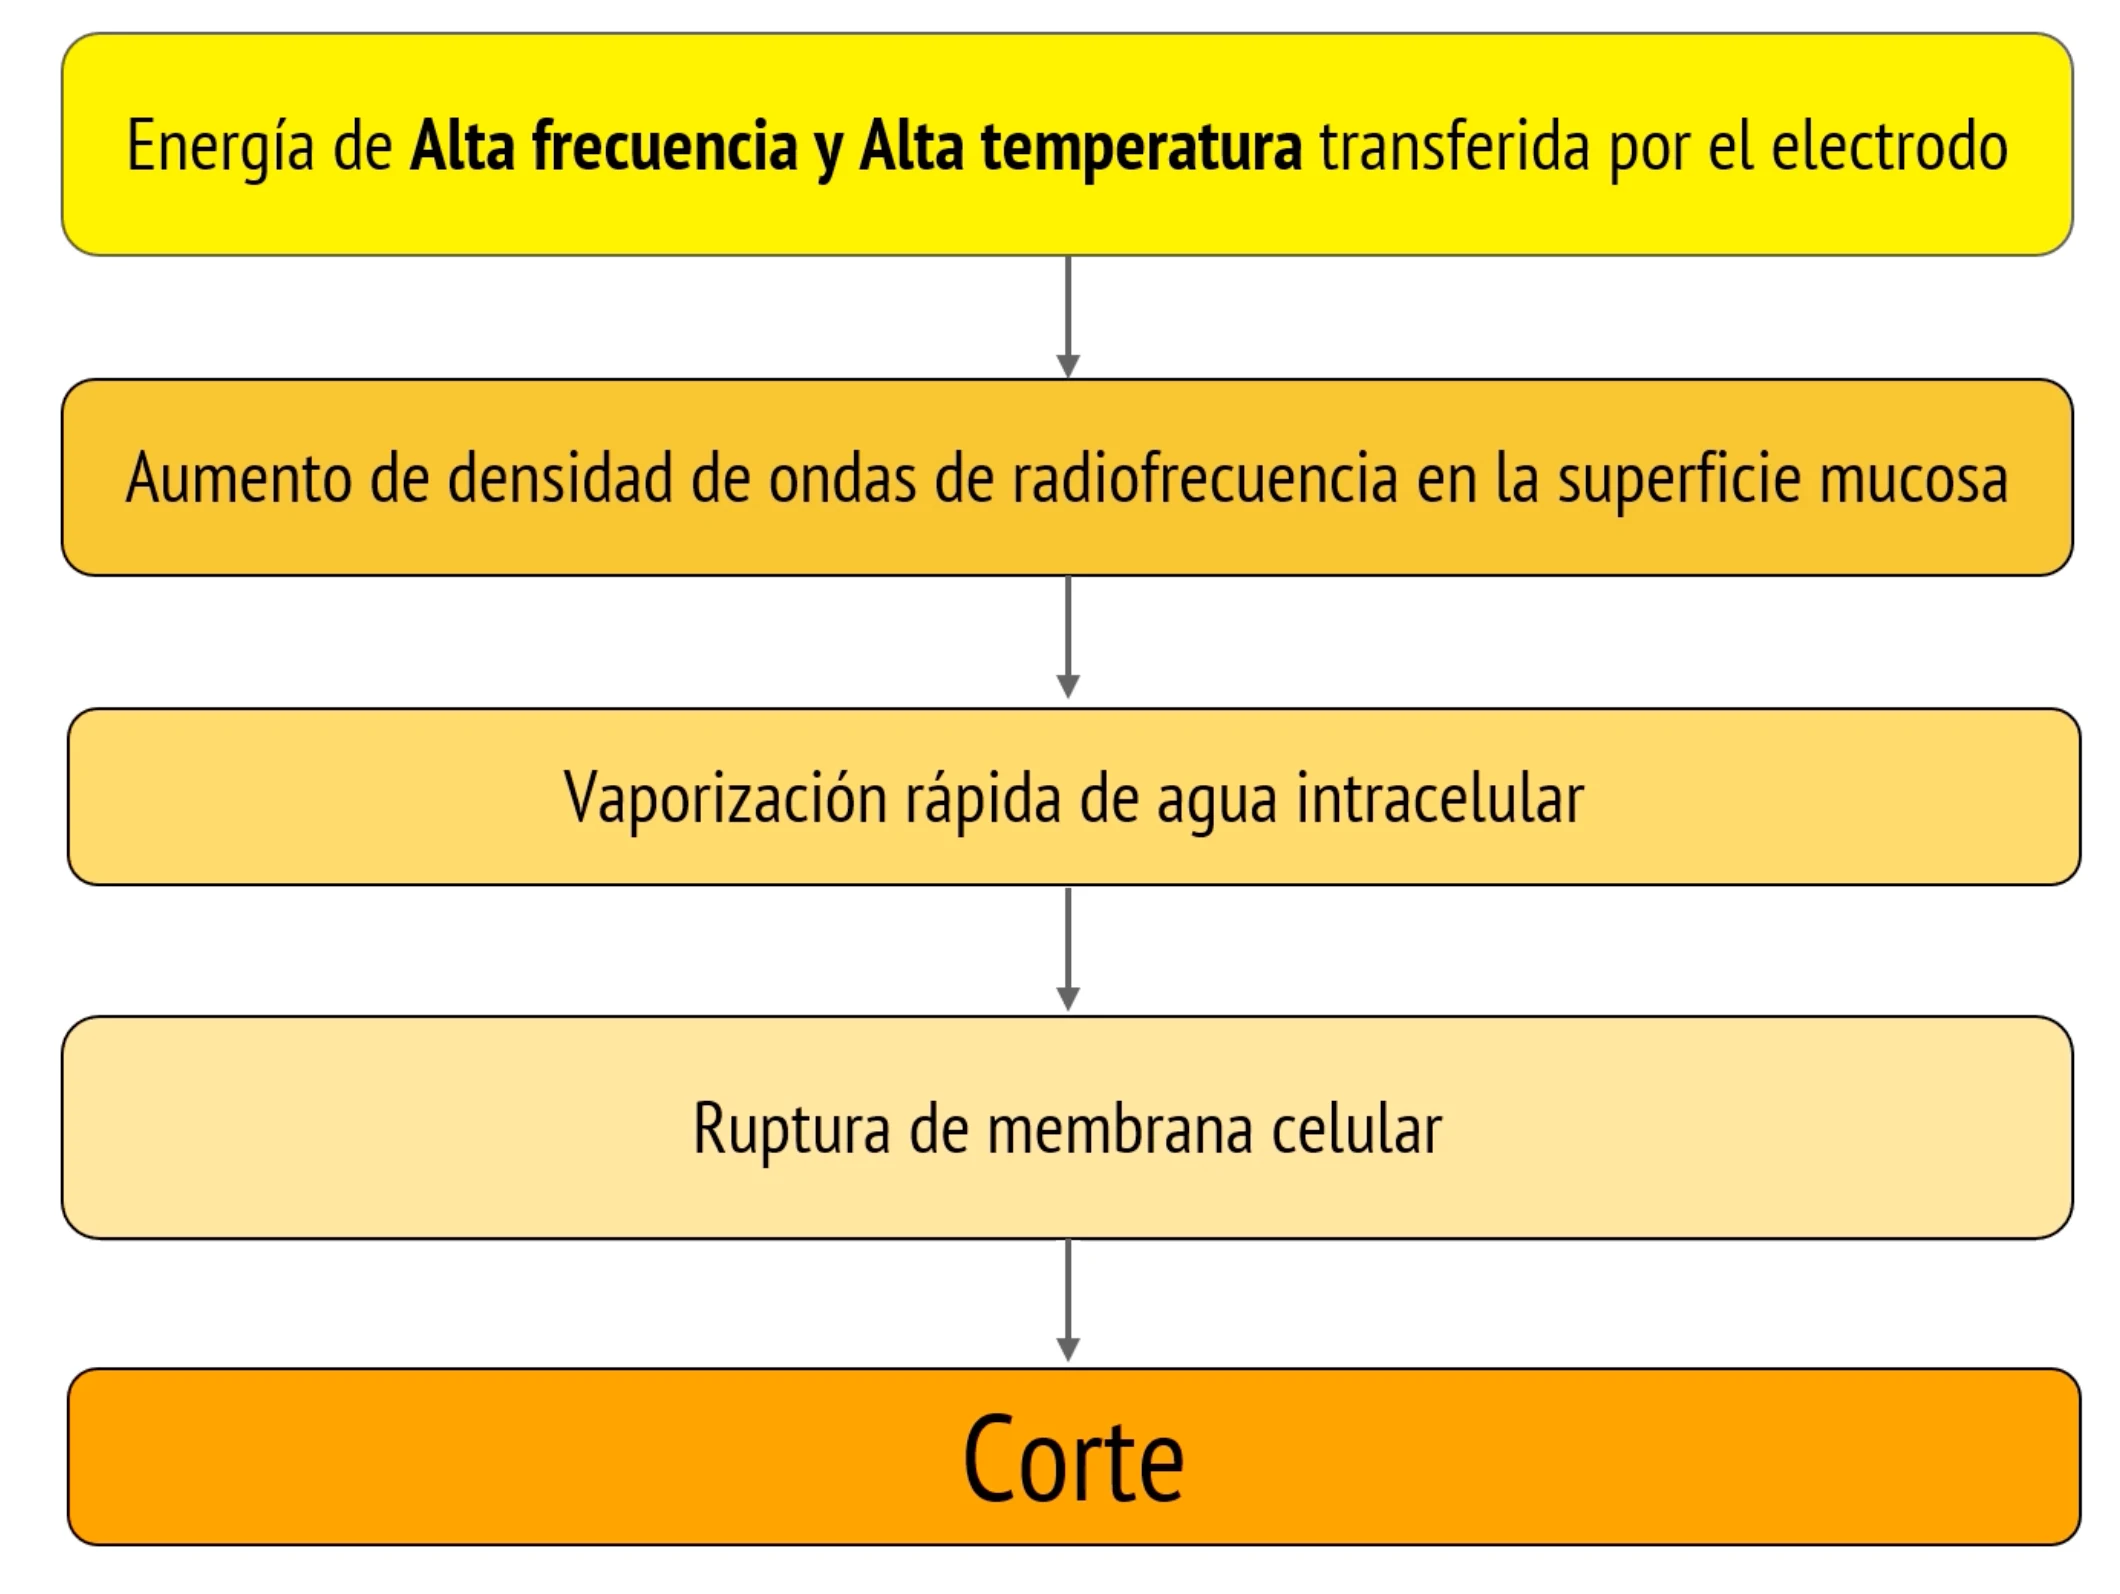 Energía de Alta frecuencia y Alta temperatura transferida por el electrodo
Aumento de densidad de ondas de radiofrecuencia en la superficie mucosa
Vaporización rápida de agua intracelular
Ruptura de membrana celular
Corte